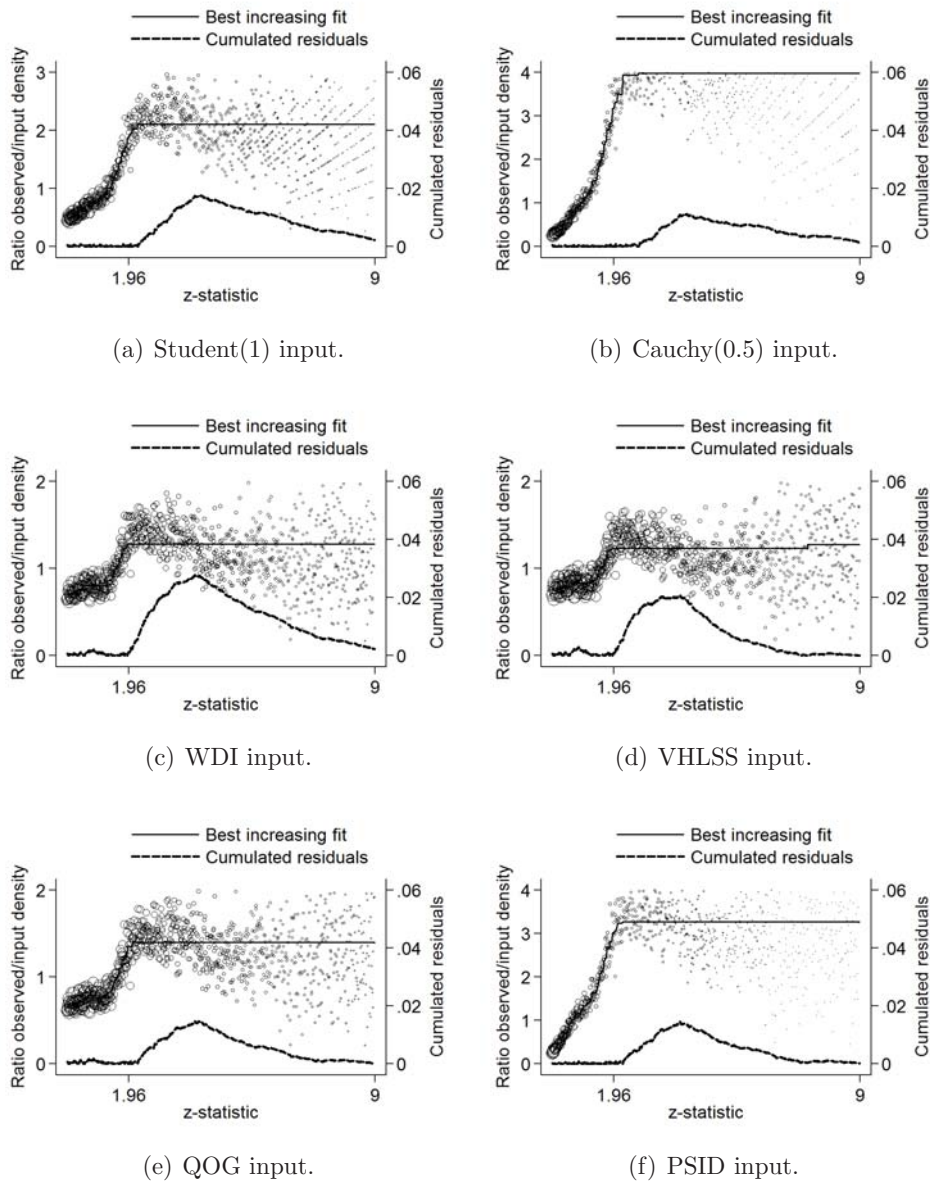 Best increasing fit
Cumulated residuals
Ratio observed/input density
3
2
1
0
.06
.04
.02
0
Cumulated residuals
1.96
9
z-statistic
(a) Student(1) input.
Best increasing fit
Cumulated residuals
Ratio observed/input density
4
3
2
1
0
.06
.04
.02
0
Cumulated residuals
1.96
9
z-statistic
(b) Cauchy(0.5) input.
Best increasing fit
Cumulated residuals
Ratio observed/input density
2
1
0
.06
.04
.02
0
Cumulated residuals
1.96
9
z-statistic
(c) WDI input.
Best increasing fit
Cumulated residuals
Ratio observed/input density
2
1
0
.06
.04
.02
0
Cumulated residuals
1.96
9
z-statistic
(d) VHLSS input.
Best increasing fit
Cumulated residuals
Ratio observed/input density
2
1
0
.06
.04
.02
0
Cumulated residuals
1.96
9
z-statistic
(e) QOG input.
Best increasing fit
Cumulated residuals
Ratio observed/input density
4
3
2
1
0
.06
.04
.02
0
Cumulated residuals
1.96
9
z-statistic
(f) PSID input.